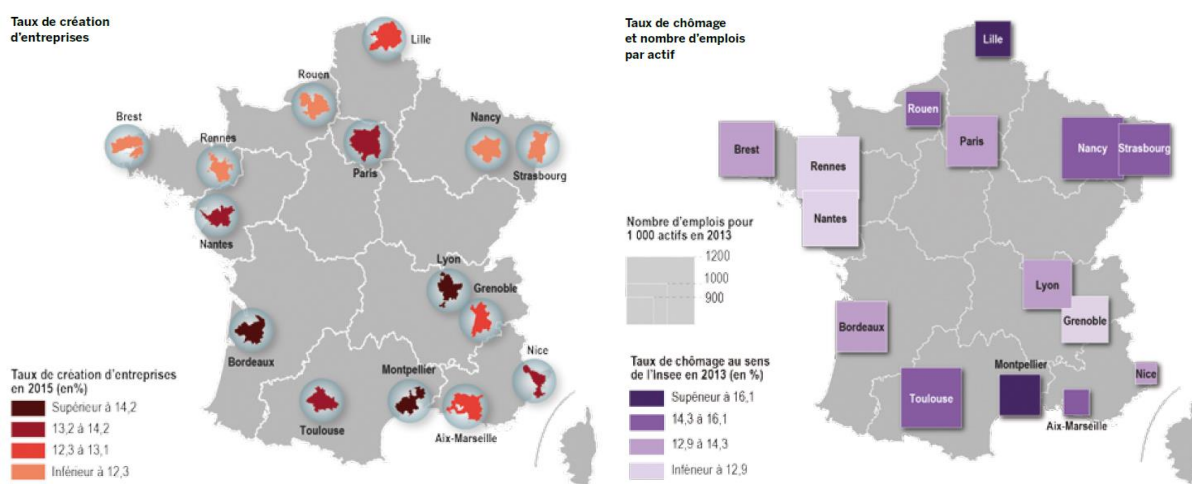 Taux de création
d'entreprises
Lille
Rouen
Brest
Rennes
Nancy
Paris
Strasbourg
Nantes
Lyon
Grenoble
Bordeaux
Nice
Montpellier
Toulouse
Aix-Marseille
Taux de création d'entreprises
en 2015 (en%)
Supérieur à 14,2
13,2 à 14,2
12,3 à 13,1
Inférieur à 12,3
Taux de chômage
et nombre d'emplois
par actif
Lille
Rouen
Brest
Paris
Nancy
Strasbourg
Rennes
Nantes
Nombre d'emplois pour
1 000 actifs en 2013
1200
1000
900
Lyon
Grenoble
Bordeaux
Montpellier
Nice
Toulouse
Aix-Marseille
Taux de chômage au sens
de l'Insee en 2013 (en %)
Supérieur à 16,1
14,3 à 16,1
12,9 à 14,3
Inférieur à 12,9